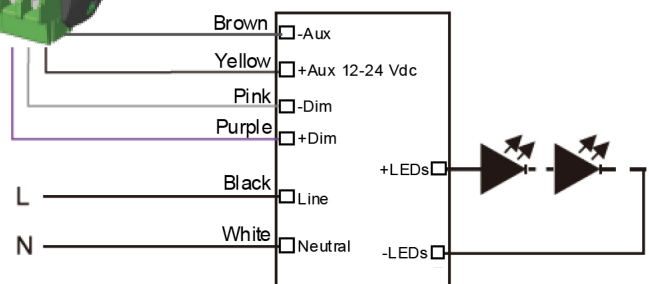 Brown
-Aux
Yellow
+Aux 12-24 Vdc
Pink
-Dim
Purple
+Dim
+LEDs
Black
L
Line
White
N
Neutral
-LEDs